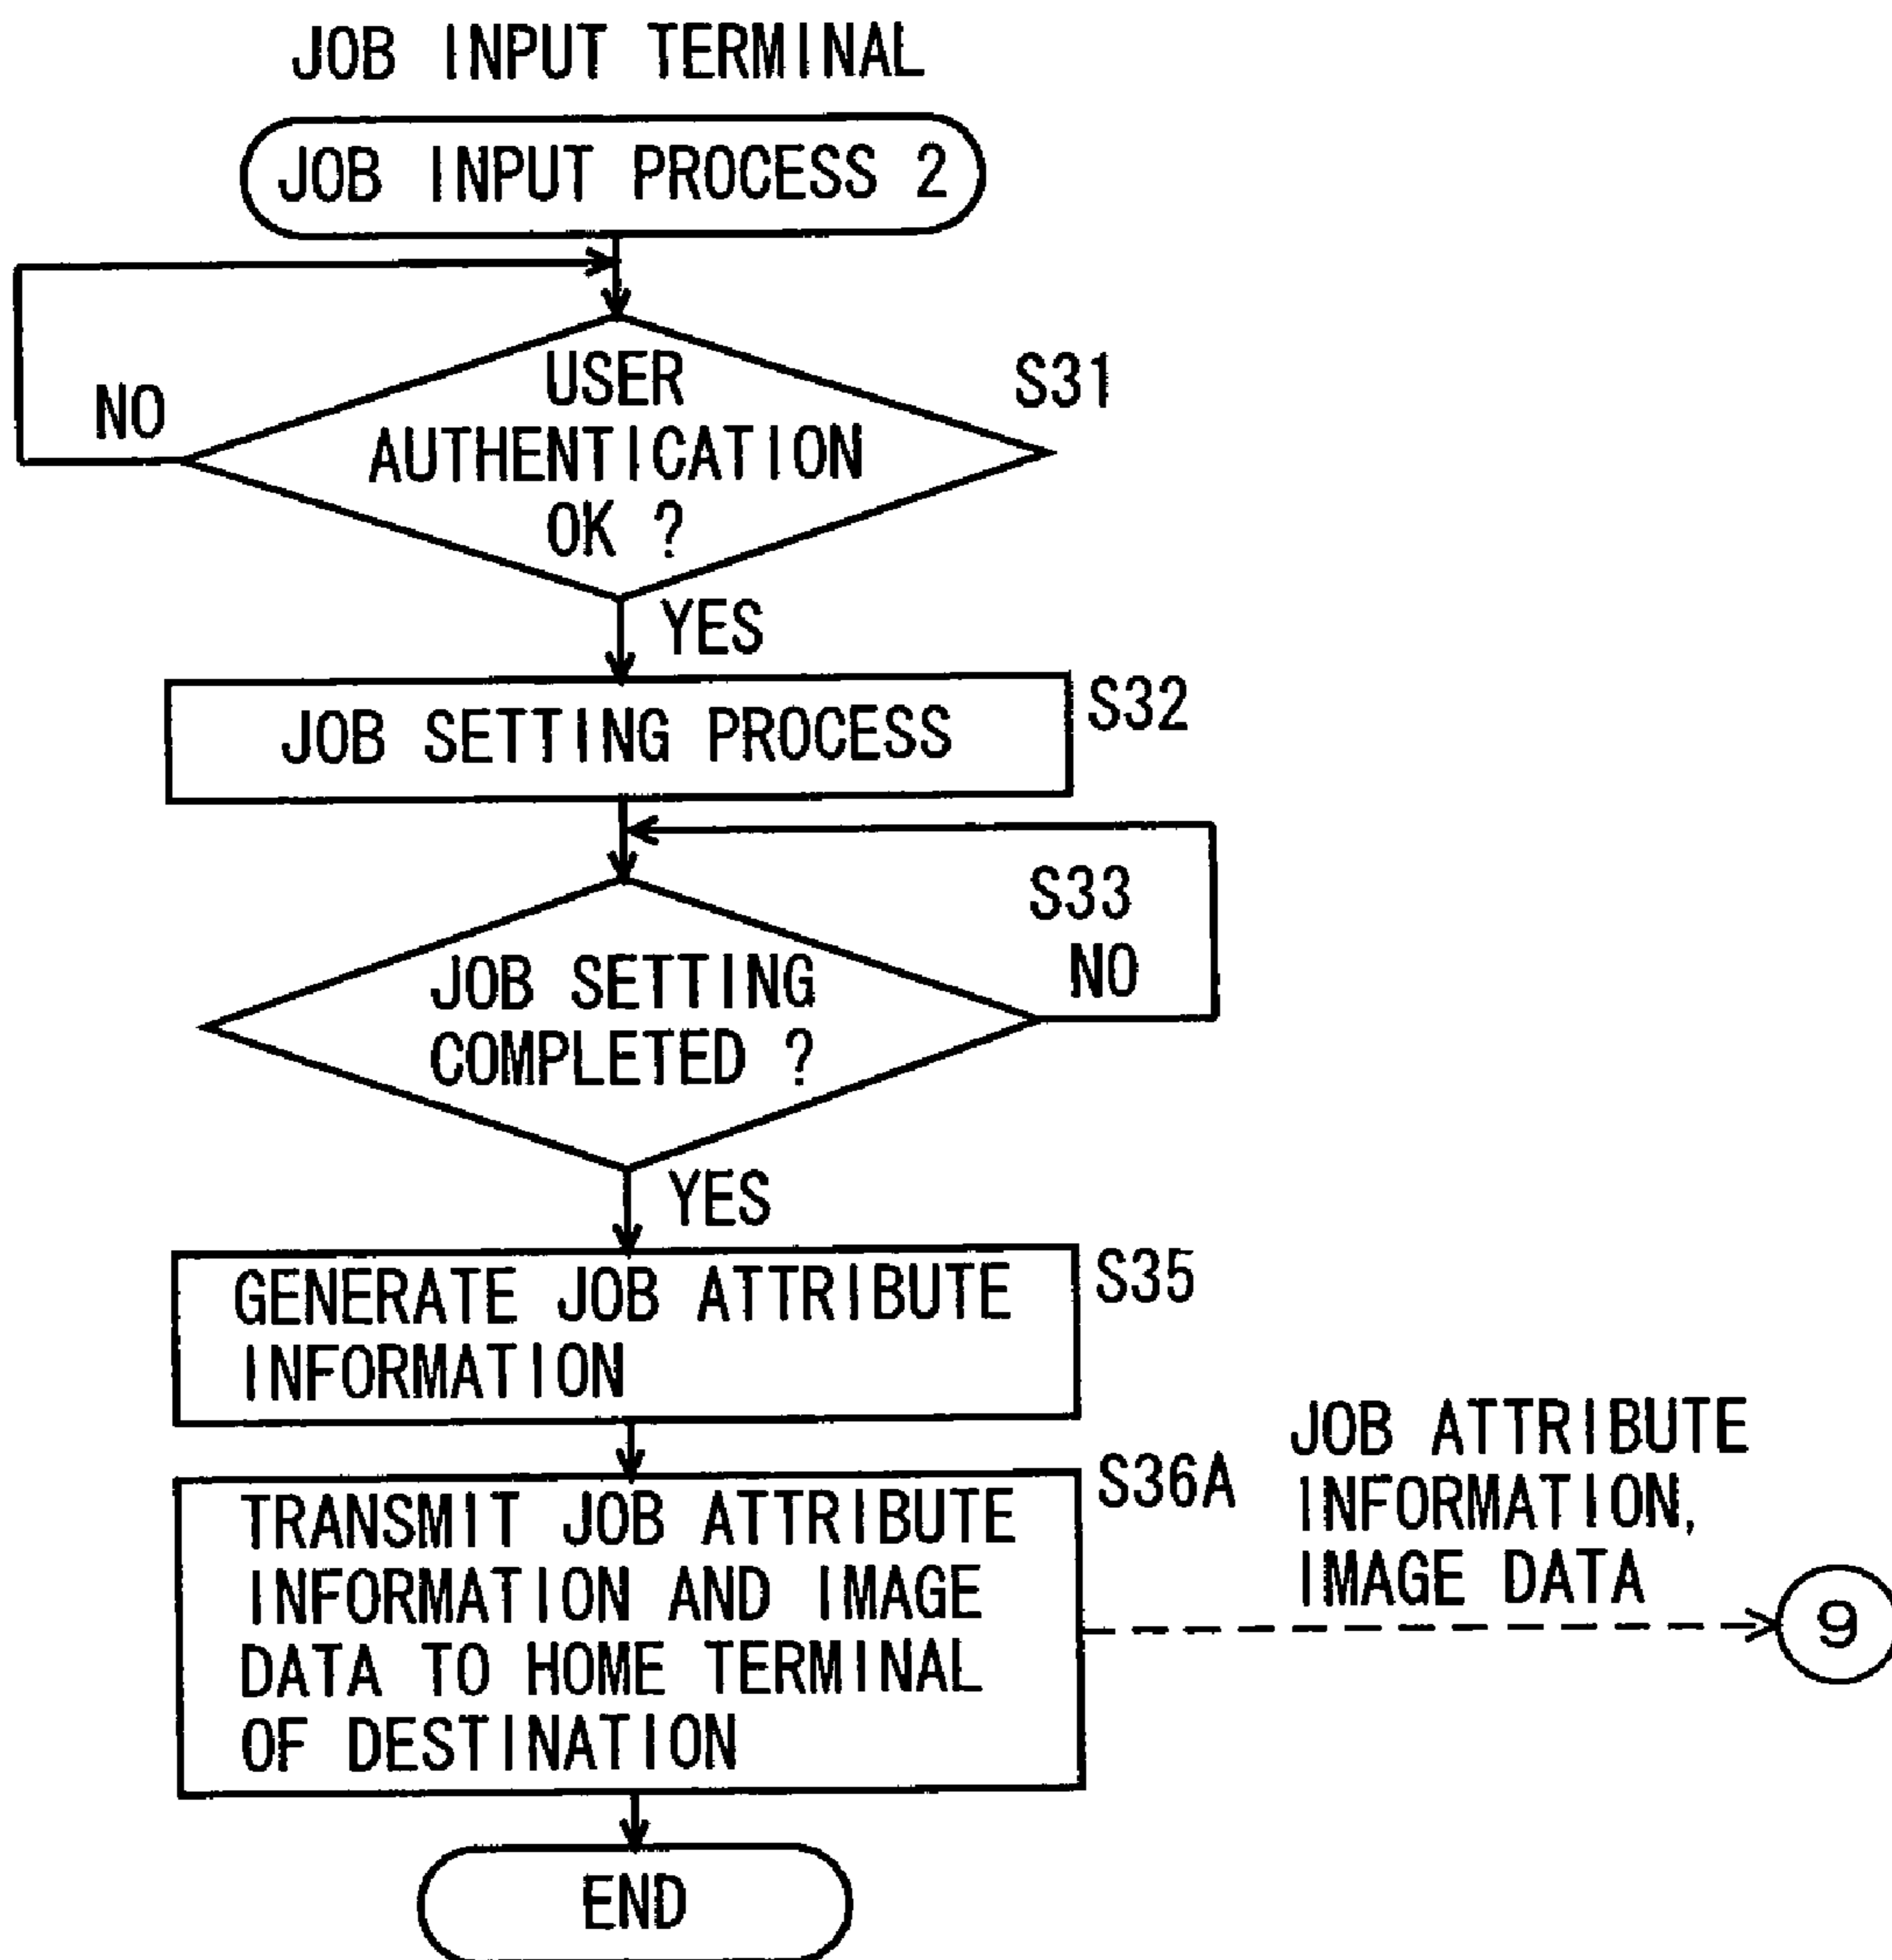 JOB INPUT TERMINAL
JOB INPUT PROCESS 2
USER
AUTHENTICATION
OK ?
S31
NO
YES
JOB SETTING PROCESS
S32
S33
NO
JOB SETTING
COMPLETED ?
YES
GENERATE JOB ATTRIBUTE
INFORMATION
S35
TRANSMIT JOB ATTRIBUTE
INFORMATION AND IMAGE
DATA TO HOME TERMINAL
OF DESTINATION
S36A
JOB ATTRIBUTE
INFORMATION,
IMAGE DATA
9
END